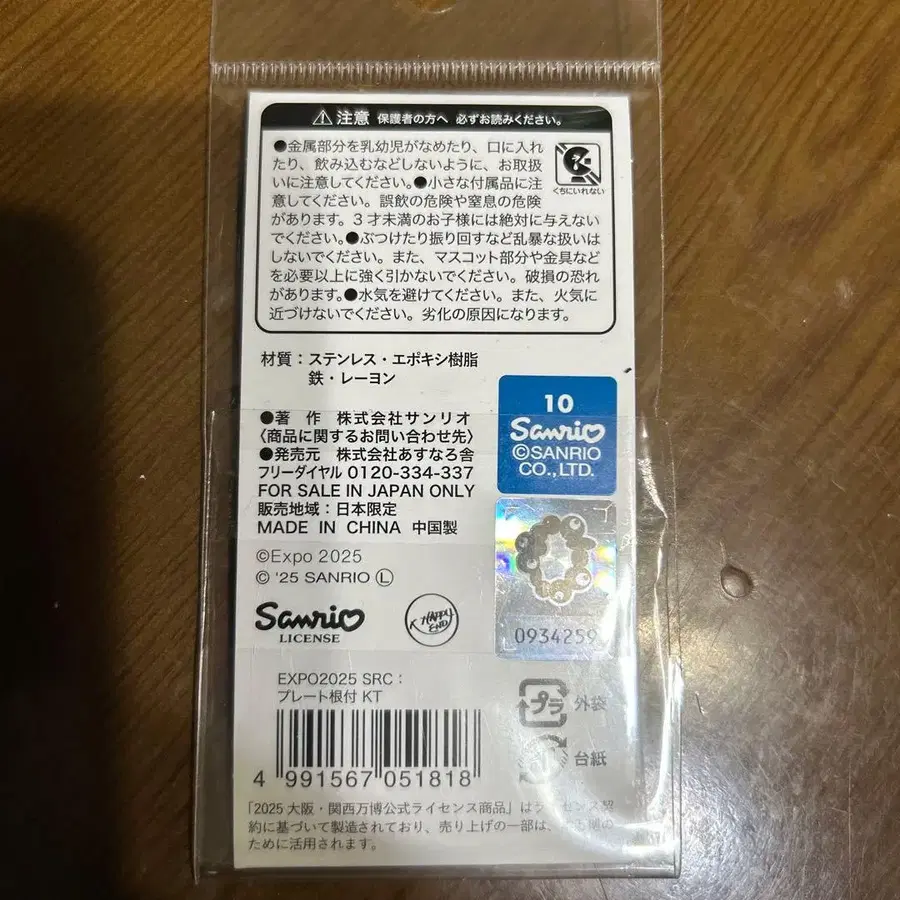 注意 保護者の方へ 必ずお読みください。
●金属部分を乳幼児がなめたり、口に入れ
たり、飲み込むなどしないように、お取扱
いに注意してください。●小さな付属品に注
意してください。誤飲の危険や窒息の危険
があります。3才未満のお子様には絶対に与えない
でください。●ぶつけたり振り回すなど乱暴な扱いは
しないでください。また、マスコット部分や金具など
を必要以上に強く引かないでください。破損の恐れ
があります。●水気を避けてください。また、火気に
近づけないでください。劣化の原因になります。
くちにいれない
材質：ステンレス・エポキシ樹脂
鉄・レーヨン
●著 作 株式会社サンリオ
〈商品に関するお問い合わせ先〉
●発売元 株式会社あすなろ舎
フリーダイヤル 0120-334-337
FOR SALE IN JAPAN ONLY
販売地域：日本限定
MADE IN CHINA 中国製
©Expo 2025
© '25 SANRIO Ⓛ
10
Sanrio
©SANRIO
CO.,LTD.
0934259
Sanrio
LICENSE
HAPPY
END
EXPO2025 SRC：
プレート根付 KT
4 991567 051818
プラ 外袋
台紙
「2025 大阪・関西万博公式ライセンス商品」はライセンス契
約に基づいて製造されており、売り上げの一部は、
ために活用されます。